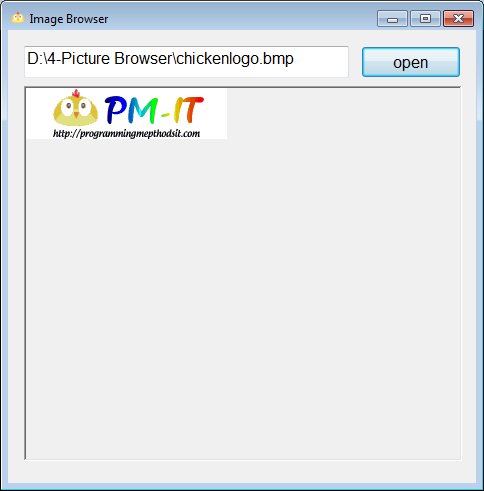 Image Browser
D:\4-Picture Browser\chickenlogo.bmp
open
PM-IT
http://programmingmepthodsit.com